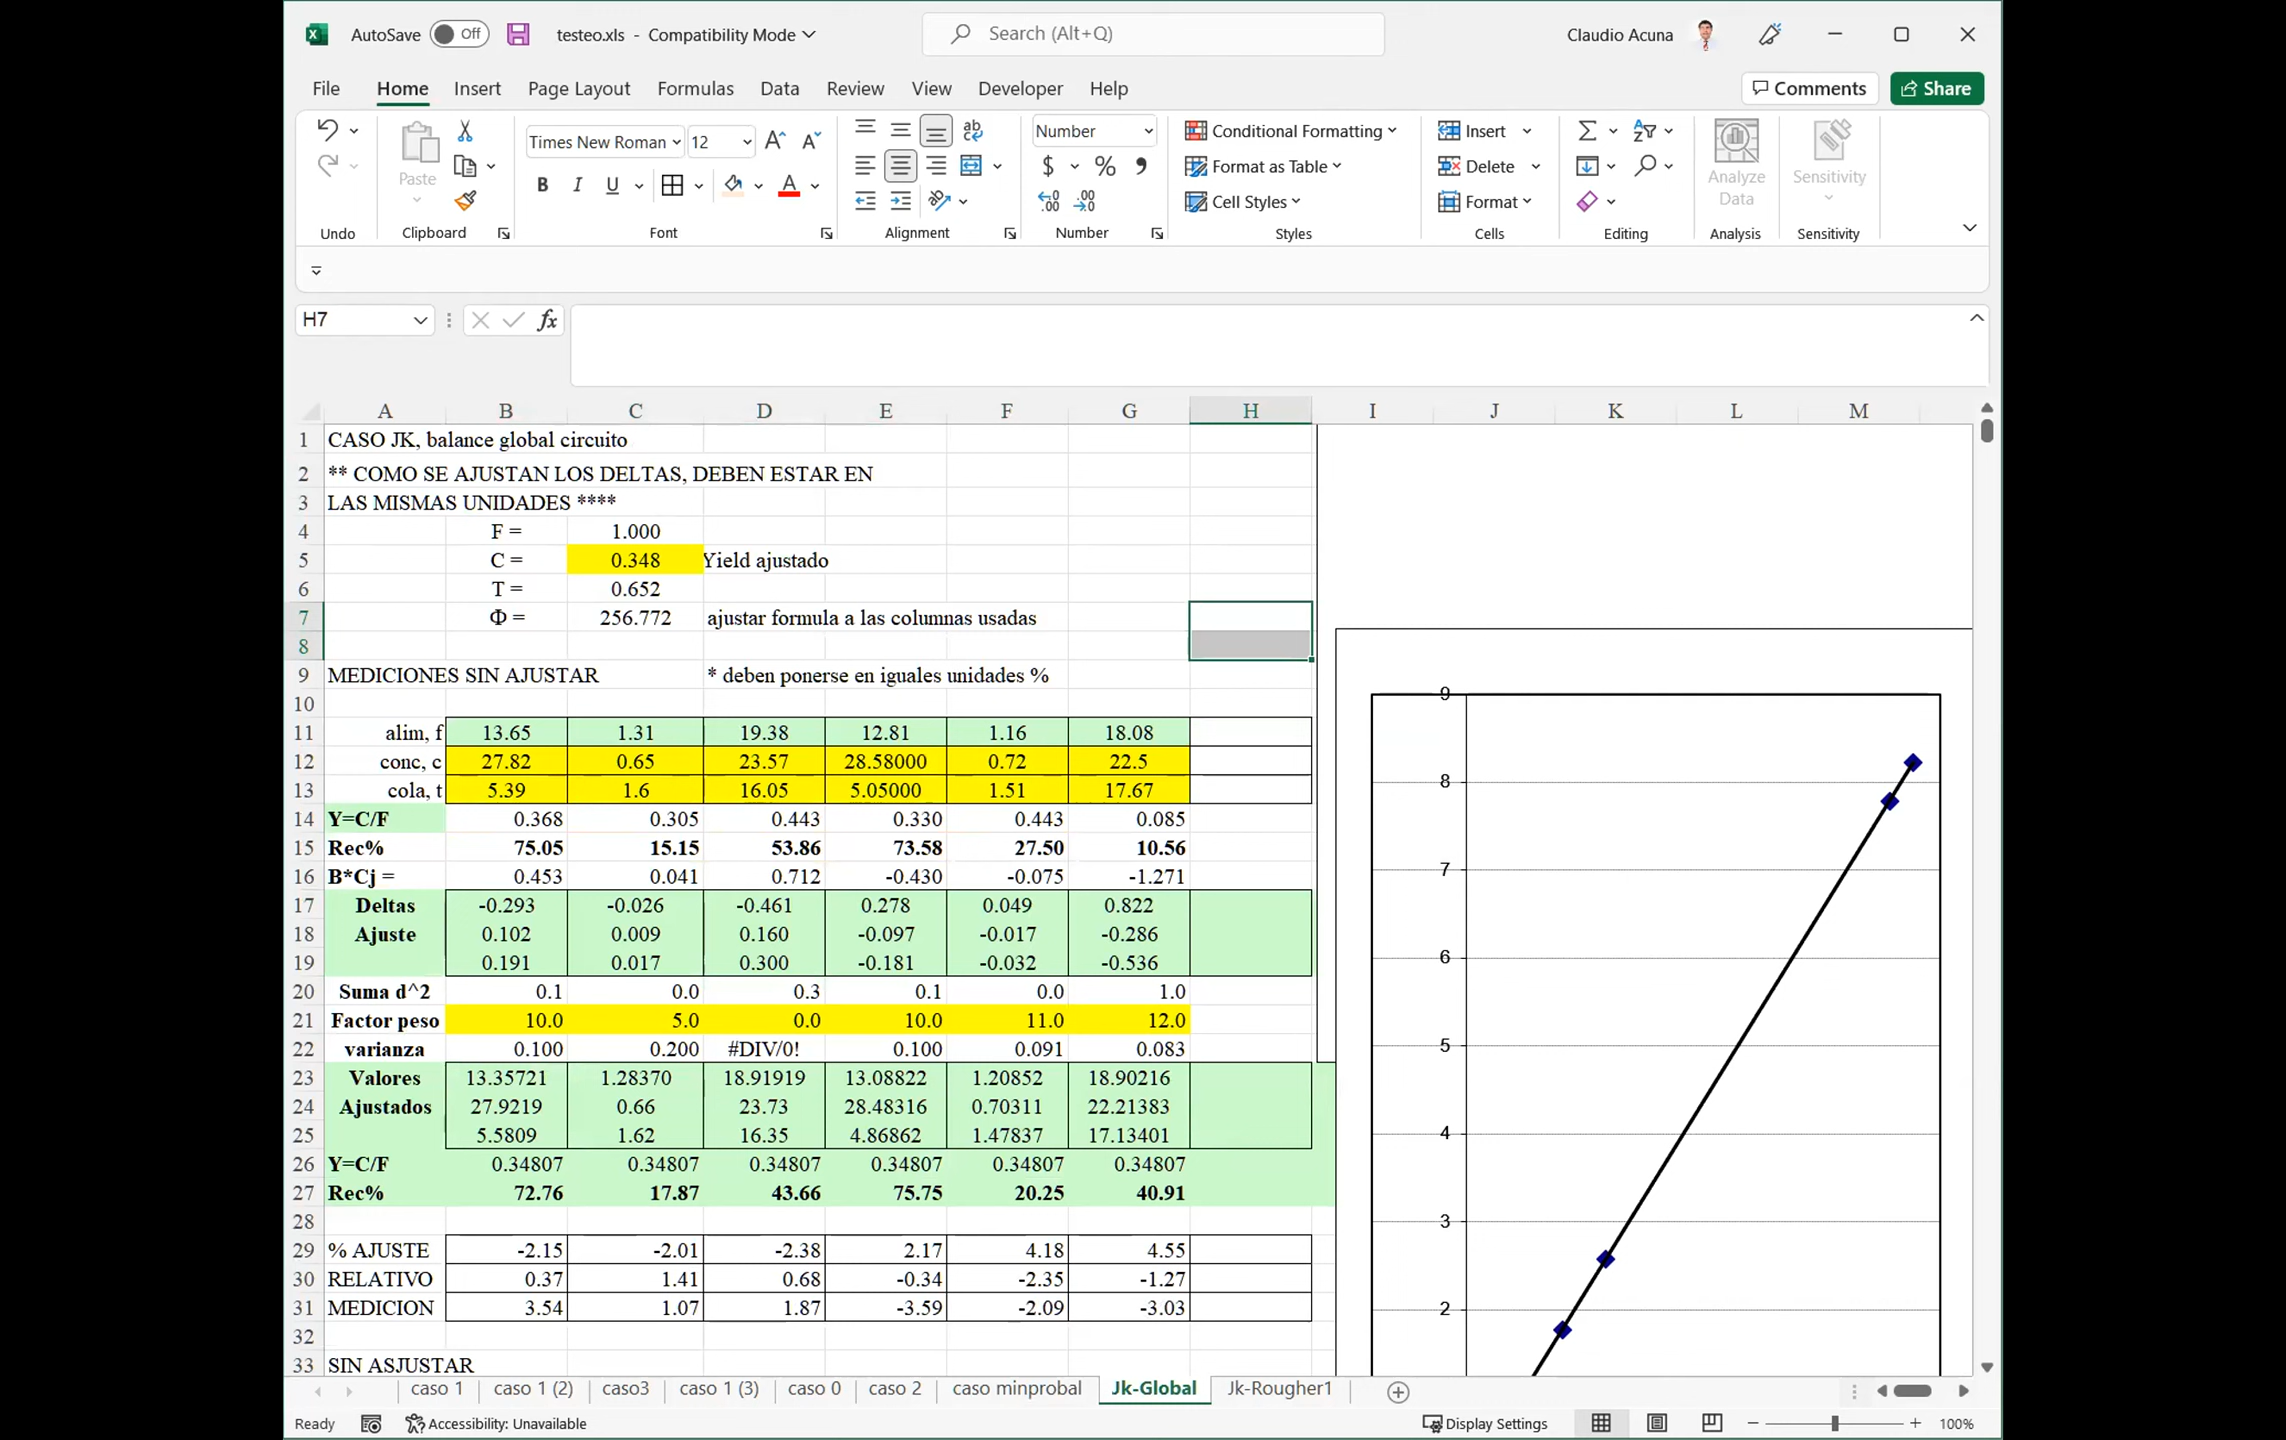 AutoSave Off testeo.xls - Compatibility Mode Search (Alt+Q) Claudio Acuna
File Home Insert Page Layout Formulas Data Review View Developer Help Comments Share
Paste Times New Roman 12 ab Number Conditional Formatting Insert Analyze Data Sensitivity
B I U A $ % Format as Table Delete
Cell Styles Format
Undo Clipboard Font Alignment Number Styles Cells Editing Analysis Sensitivity
H7 fx
A B C D E F G H I J K L M
1 CASO JK, balance global circuito
2 ** COMO SE AJUSTAN LOS DELTAS, DEBEN ESTAR EN
3 LAS MISMAS UNIDADES ****
4 F = 1.000
5 C = 0.348 Yield ajustado
6 T = 0.652
7 Φ = 256.772 ajustar formula a las columnas usadas
8
9 MEDICIONES SIN AJUSTAR * deben ponerse en iguales unidades %
10
11 alim, f 13.65 1.31 19.38 12.81 1.16 18.08
12 conc, c 27.82 0.65 23.57 28.58000 0.72 22.5
13 cola, t 5.39 1.6 16.05 5.05000 1.51 17.67
14 Y=C/F 0.368 0.305 0.443 0.330 0.443 0.085
15 Rec% 75.05 15.15 53.86 73.58 27.50 10.56
16 B*Cj = 0.453 0.041 0.712 -0.430 -0.075 -1.271
17 Deltas -0.293 -0.026 -0.461 0.278 0.049 0.822
18 Ajuste 0.102 0.009 0.160 -0.097 -0.017 -0.286
19 0.191 0.017 0.300 -0.181 -0.032 -0.536
20 Suma d^2 0.1 0.0 0.3 0.1 0.0 1.0
21 Factor peso 10.0 5.0 0.0 10.0 11.0 12.0
22 varianza 0.100 0.200 #DIV/0! 0.100 0.091 0.083
23 Valores 13.35721 1.28370 18.91919 13.08822 1.20852 18.90216
24 Ajustados 27.9219 0.66 23.73 28.48316 0.70311 22.21383
25 5.5809 1.62 16.35 4.86862 1.47837 17.13401
26 Y=C/F 0.34807 0.34807 0.34807 0.34807 0.34807 0.34807
27 Rec% 72.76 17.87 43.66 75.75 20.25 40.91
28
29 % AJUSTE -2.15 -2.01 -2.38 2.17 4.18 4.55
30 RELATIVO 0.37 1.41 0.68 -0.34 -2.35 -1.27
31 MEDICION 3.54 1.07 1.87 -3.59 -2.09 -3.03
32
33 SIN ASJUSTAR
9
8
7
6
5
4
3
2
caso 1 caso 1 (2) caso3 caso 1 (3) caso 0 caso 2 caso minprobal Jk-Global Jk-Rougher1
Ready Accessibility: Unavailable Display Settings 100%